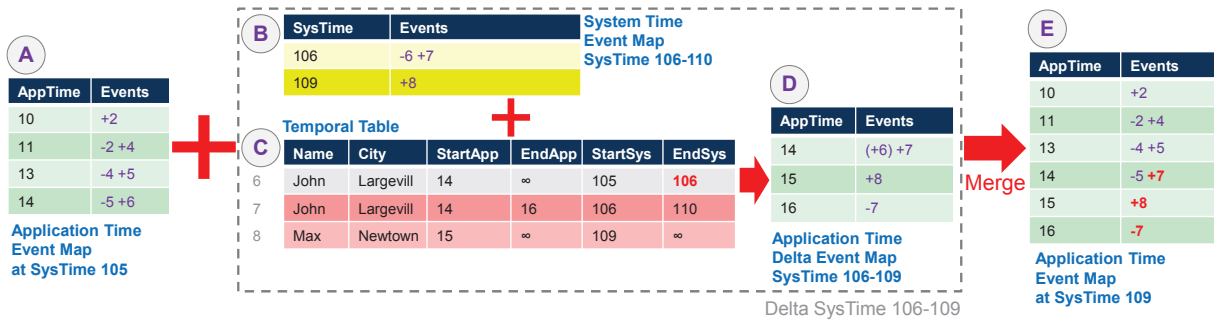 A
AppTime Events
10 +2
11 -2 +4
13 -4 +5
14 -5 +6
Application Time
Event Map
at SysTime 105
B
SysTime Events
106 -6 +7
109 +8
System Time
Event Map
SysTime 106-110
Temporal Table
C
Name City StartApp EndApp StartSys EndSys
6 John Largevill 14 ∞ 105 106
7 John Largevill 14 16 106 110
8 Max Newtown 15 ∞ 109 ∞
D
AppTime Events
14 (+6) +7
15 +8
16 -7
Application Time
Delta Event Map
SysTime 106-109
Delta SysTime 106-109
Merge
E
AppTime Events
10 +2
11 -2 +4
13 -4 +5
14 -5 +7
15 +8
16 -7
Application Time
Event Map
at SysTime 109